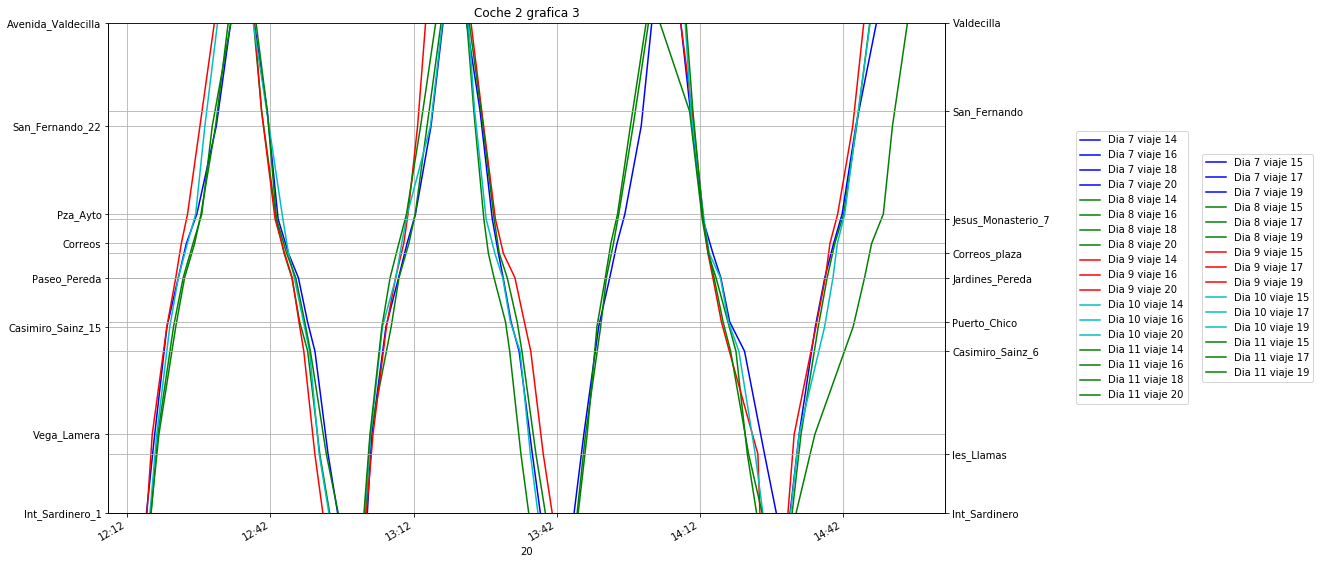 Coche 2 grafica 3
Avenida_Valdecilla
San_Fernando_22
Pza_Ayto
Correos
Paseo_Pereda
Casimiro_Sainz_15
Vega_Lamera
Int_Sardinero_1
Valdecilla
San_Fernando
Jesus_Monasterio_7
Correos_plaza
Jardines_Pereda
Puerto_Chico
Casimiro_Sainz_6
Ies_Llamas
Int_Sardinero
12:12
12:42
13:12
13:42
14:12
14:42
20
Dia 7 viaje 14
Dia 7 viaje 16
Dia 7 viaje 18
Dia 7 viaje 20
Dia 8 viaje 14
Dia 8 viaje 16
Dia 8 viaje 18
Dia 8 viaje 20
Dia 9 viaje 14
Dia 9 viaje 16
Dia 9 viaje 20
Dia 10 viaje 14
Dia 10 viaje 16
Dia 10 viaje 20
Dia 11 viaje 14
Dia 11 viaje 16
Dia 11 viaje 18
Dia 11 viaje 20
Dia 7 viaje 15
Dia 7 viaje 17
Dia 7 viaje 19
Dia 8 viaje 15
Dia 8 viaje 17
Dia 8 viaje 19
Dia 9 viaje 15
Dia 9 viaje 17
Dia 9 viaje 19
Dia 10 viaje 15
Dia 10 viaje 17
Dia 10 viaje 19
Dia 11 viaje 15
Dia 11 viaje 17
Dia 11 viaje 19